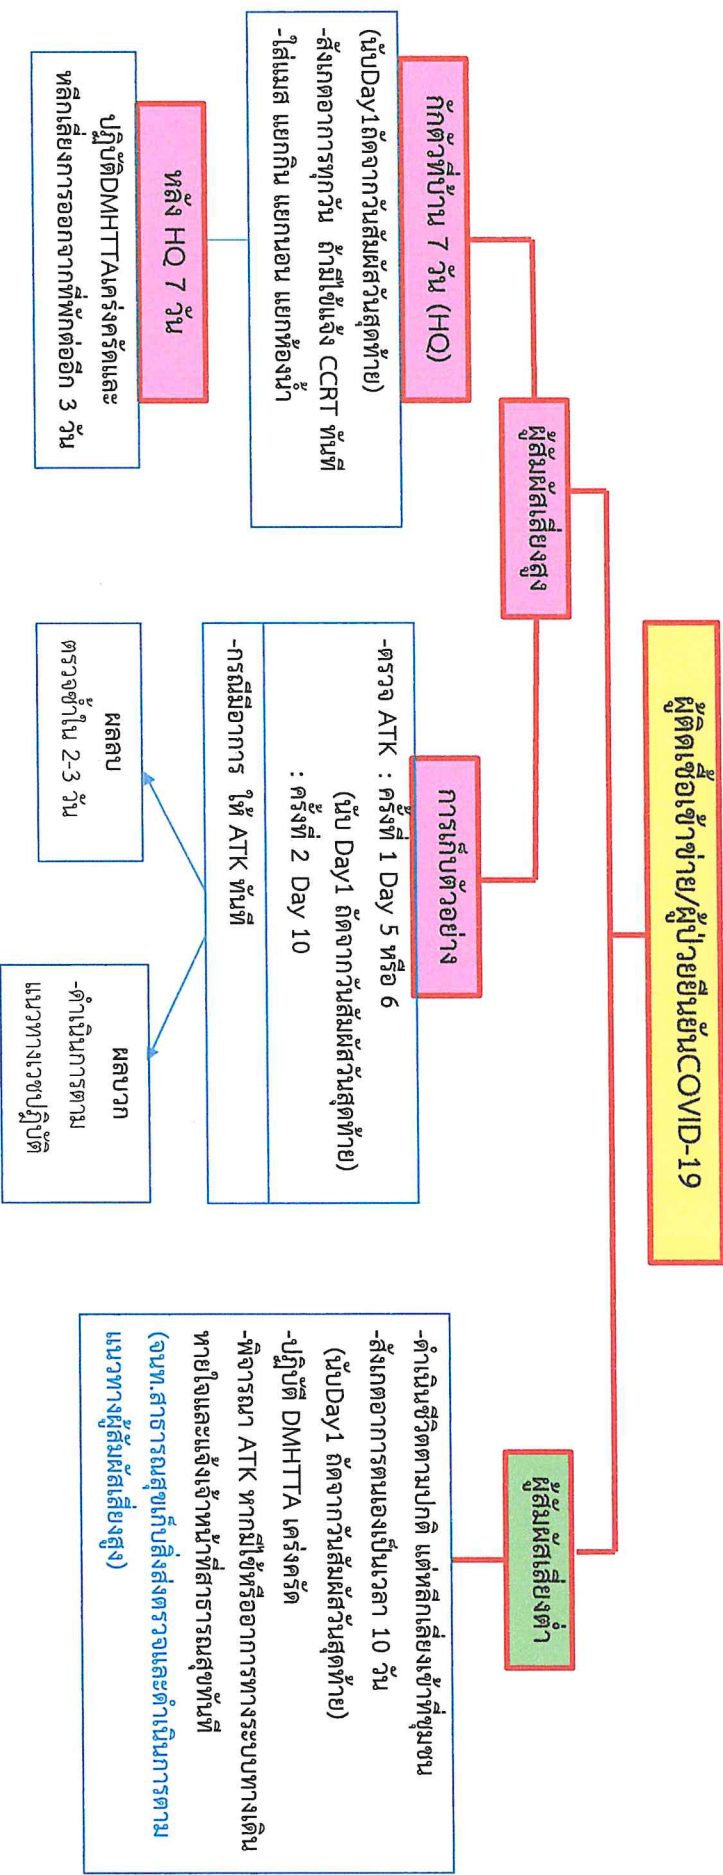 ผู้ติดเชื้อเข้าข่าย/ผู้ป่วยยืนยันCOVID-19
ผู้สัมผัสเสี่ยงสูง
กักตัวที่บ้าน 7 วัน (HQ)
(นับDay1ถัดจากวันสัมผัสวันสุดท้าย)
-สังเกตอาการทุกวัน ถ้ามีไข้แจ้ง CCRT ทันที
-ใส่แมส แยกกิน แยกนอน แยกห้องน้ำ
หลัง HQ 7 วัน
ปฏิบัติDMHTTAเคร่งครัดและ
หลีกเลี่ยงการออกจากที่พักต่ออีก 3 วัน
การเก็บตัวอย่าง
-ตรวจ ATK : ครั้งที่ 1 Day 5 หรือ 6
(นับ Day1 ถัดจากวันสัมผัสวันสุดท้าย)
: ครั้งที่ 2 Day 10
-กรณีมีอาการ ให้ ATK ทันที
ผลลบ
ตรวจซ้ำใน 2-3 วัน
ผลบวก
-ดำเนินการตาม
แนวทางเวชปฏิบัติ
ผู้สัมผัสเสี่ยงต่ำ
-ดำเนินชีวิตตามปกติ แต่หลีกเลี่ยงเข้าที่ชุมชน
-สังเกตอาการตนเองเป็นเวลา 10 วัน
(นับDay1 ถัดจากวันสัมผัสวันสุดท้าย)
-ปฏิบัติ DMHTTA เคร่งครัด
-พิจารณา ATK หากมีไข้หรืออาการทางระบบทางเดิน
หายใจและแจ้งเจ้าหน้าที่สาธารณสุขทันที
(จนท.สาธารณสุขเก็บสิ่งส่งตรวจและดำเนินการตาม
แนวทางผู้สัมผัสเสี่ยงสูง)